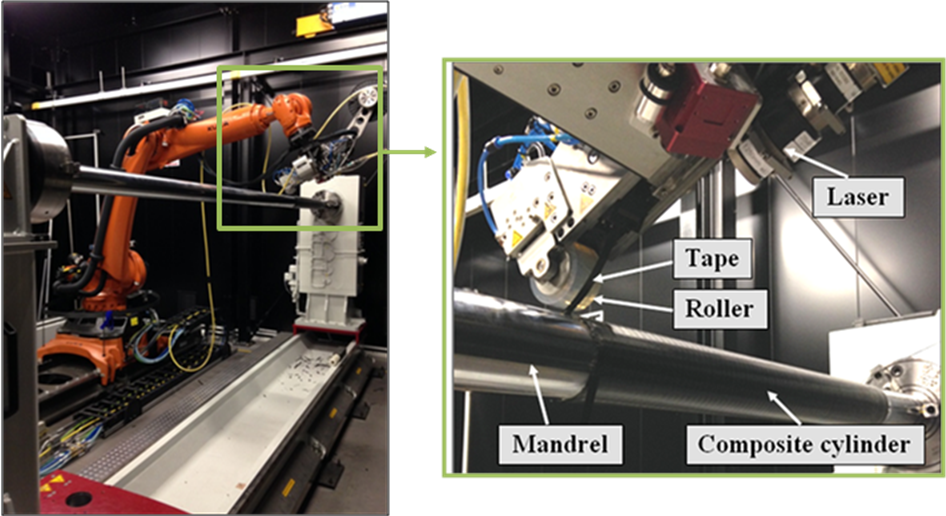 Laser
Tape
Roller
Mandrel
Composite cylinder